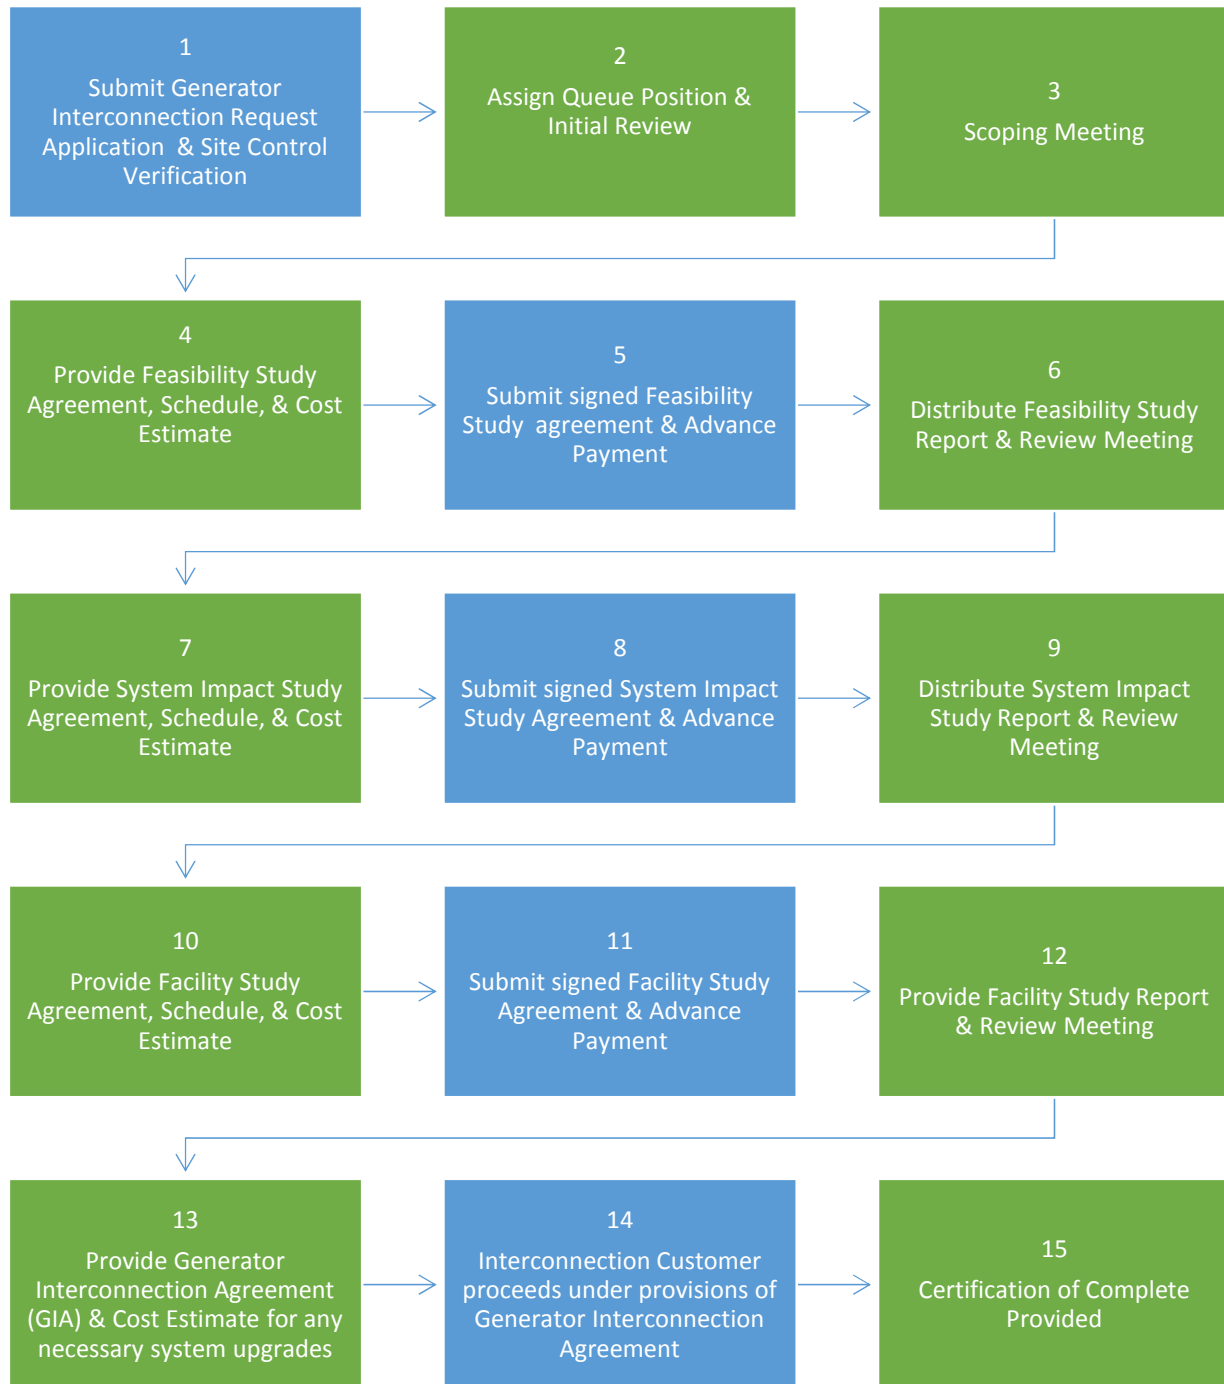 1
Submit Generator
Interconnection Request
Application & Site Control
Verification
2
Assign Queue Position &
Initial Review
3
Scoping Meeting
4
Provide Feasibility Study
Agreement, Schedule, & Cost
Estimate
5
Submit signed Feasibility
Study agreement & Advance
Payment
6
Distribute Feasibility Study
Report & Review Meeting
7
Provide System Impact Study
Agreement, Schedule, & Cost
Estimate
8
Submit signed System Impact
Study Agreement & Advance
Payment
9
Distribute System Impact
Study Report & Review
Meeting
10
Provide Facility Study
Agreement, Schedule, & Cost
Estimate
11
Submit signed Facility Study
Agreement & Advance
Payment
12
Provide Facility Study Report
& Review Meeting
13
Provide Generator
Interconnection Agreement
(GIA) & Cost Estimate for any
necessary system upgrades
14
Interconnection Customer
proceeds under provisions of
Generator Interconnection
Agreement
15
Certification of Complete
Provided